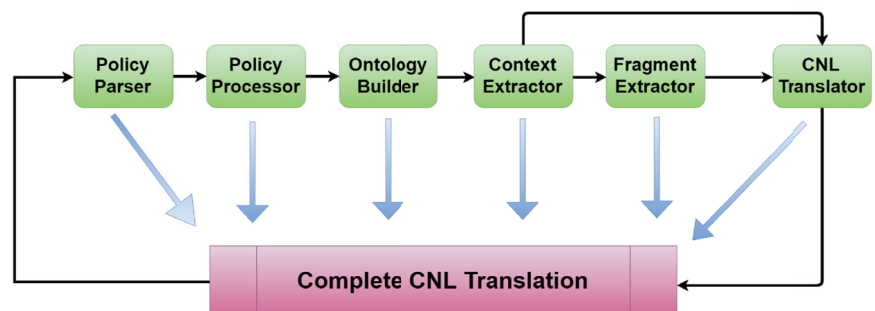 Policy
Parser
Policy
Processor
Ontology
Builder
Context
Extractor
Fragment
Extractor
CNL
Translator
Complete CNL Translation